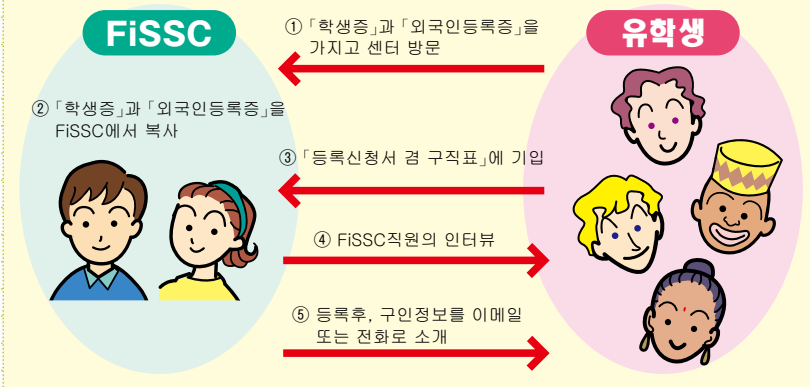 FiSSC
유학생
①「학생증」과「외국인등록증」을
가지고 센터 방문
②「학생증」과「외국인등록증」을
FiSSC에서 복사
③「등록신청서 겸 구직표」에 기입
④ FiSSC직원의 인터뷰
⑤ 등록후, 구인정보를 이메일
또는 전화로 소개